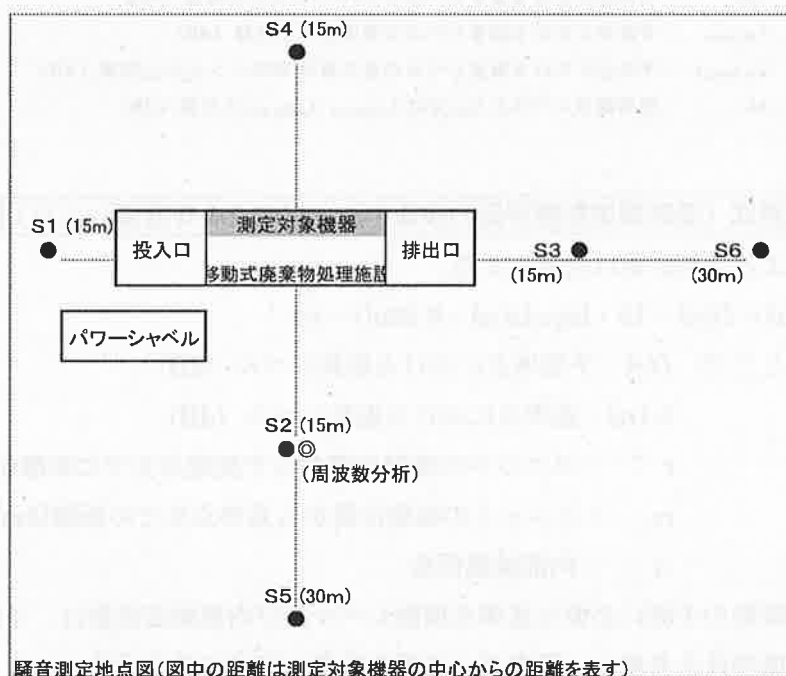 S4 (15m)
S1 (15m)
投入口
測定対象機器
排出口
S3
(15m)
S6
(30m)
移動式廃棄物処理施設
パワーシャベル
S2 (15m)
(周波数分析)
S5 (30m)
騒音測定地点図(図中の距離は測定対象機器の中心からの距離を表す)